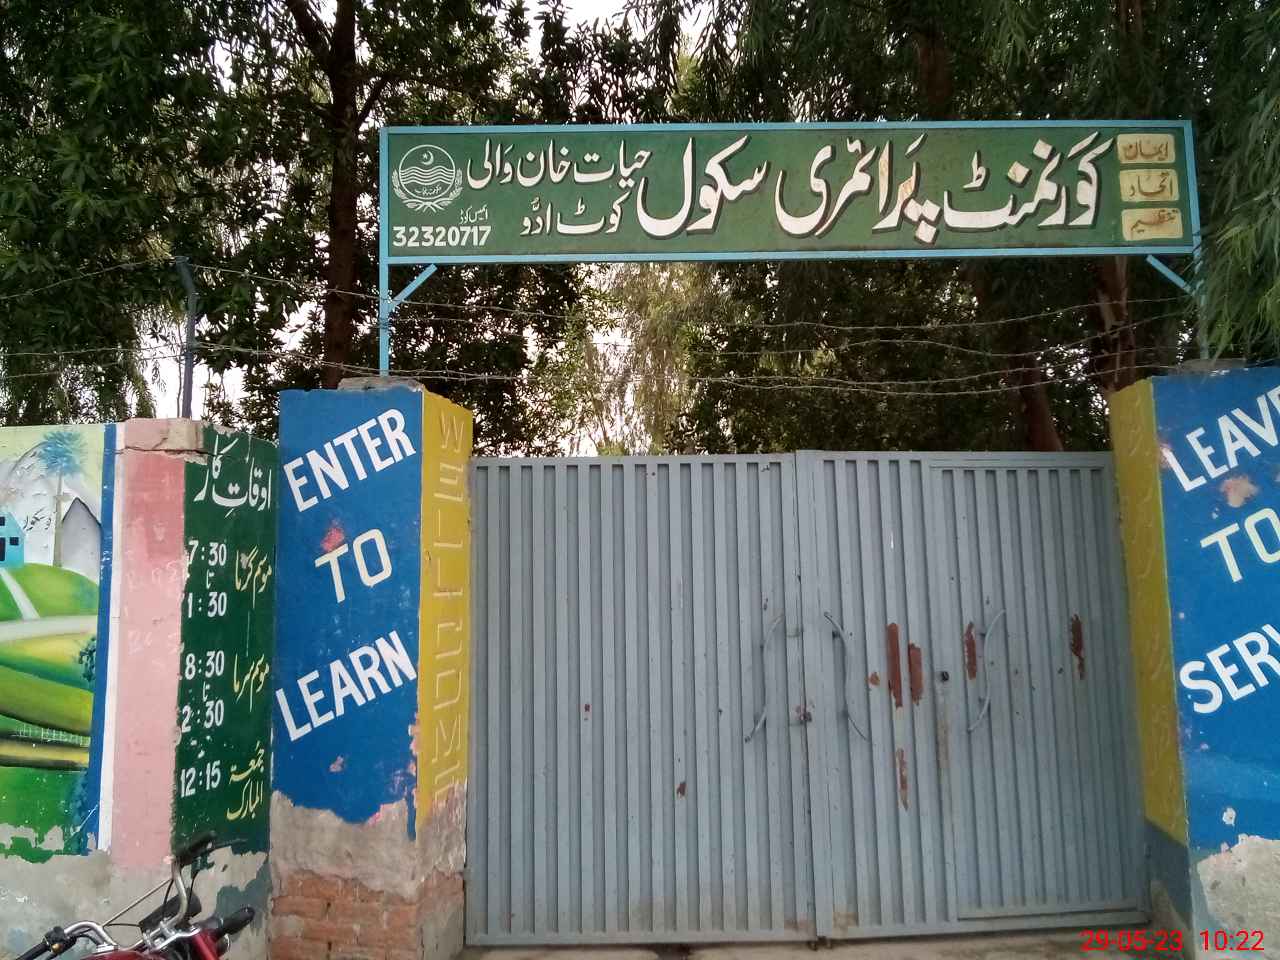 ایمان
اتحاد
تنظیم
گورنمنٹ پرائمری سکول
حیات خان والی
کوٹ ادو
ایمس کوڈ
32320717
اوقات کار
موسم گرما
7:30
تا
1:30
موسم سرما
8:30
تا
2:30
جمعۃ المبارک
12:15
ENTER
TO
LEARN
WELLCOME
LEAVE
TO
SERV
29-05-23 10:22